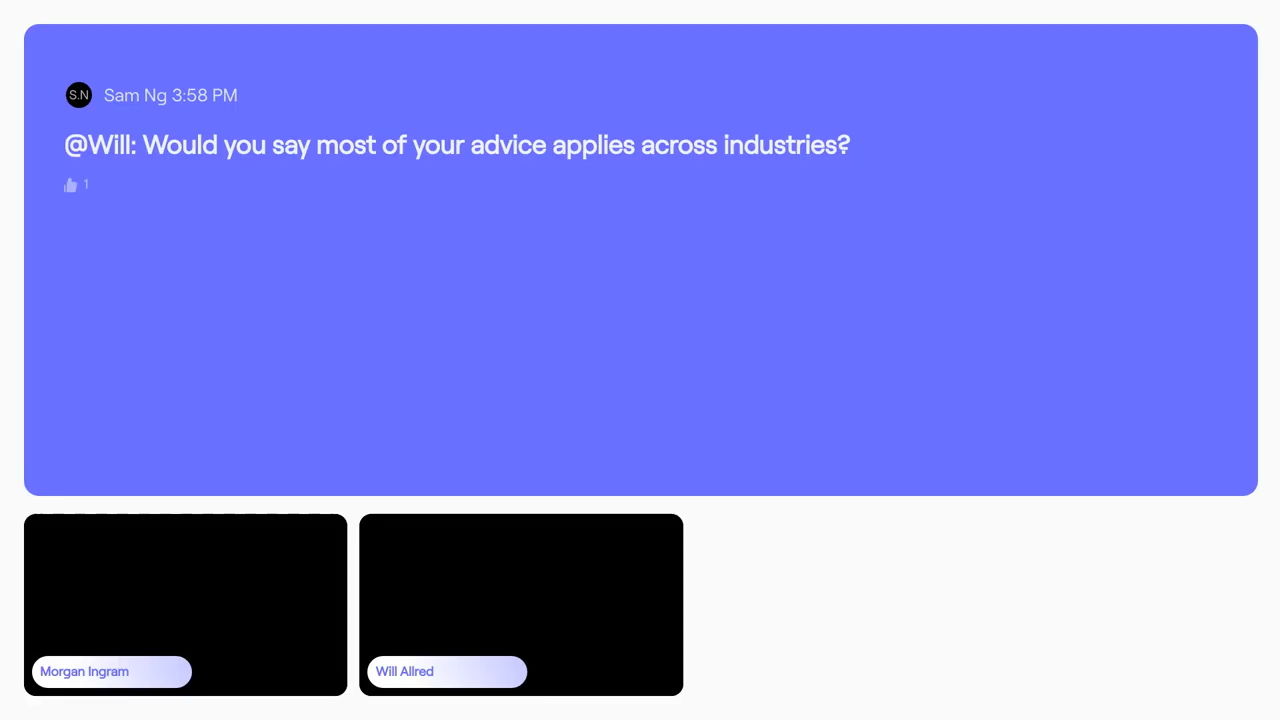 S.N Sam Ng 3:58 PM
@Will: Would you say most of your advice applies across industries?
1
Morgan Ingram
Will Allred